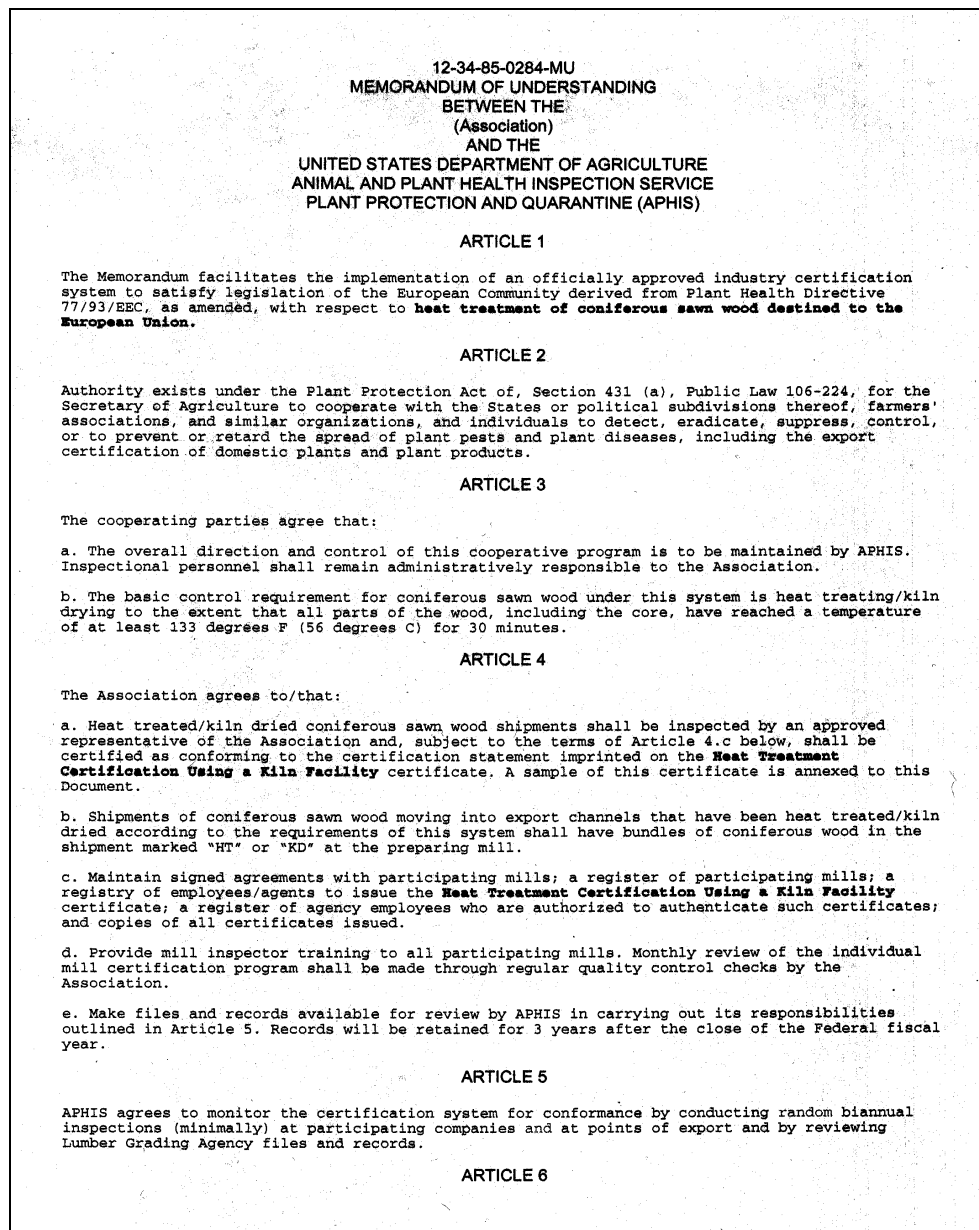 12-34-85-0284-MU
MEMORANDUM OF UNDERSTANDING
BETWEEN THE
(Association)
AND THE
UNITED STATES DEPARTMENT OF AGRICULTURE
ANIMAL AND PLANT HEALTH INSPECTION SERVICE
PLANT PROTECTION AND QUARANTINE (APHIS)
ARTICLE 1
The Memorandum facilitates the implementation of an officially approved industry certification
system to satisfy legislation of the European Community derived from Plant Health Directive
77/93/EEC, as amended, with respect to heat treatment of coniferous sawn wood destined to the
European Union.
ARTICLE 2
Authority exists under the Plant Protection Act of, Section 431 (a), Public Law 106-224, for the
Secretary of Agriculture to cooperate with the States or political subdivisions thereof, farmers'
associations, and similar organizations, and individuals to detect, eradicate, suppress, control,
or to prevent or retard the spread of plant pests and plant diseases, including the export
certification of domestic plants and plant products.
ARTICLE 3
The cooperating parties agree that:
a. The overall direction and control of this cooperative program is to be maintained by APHIS.
Inspectional personnel shall remain administratively responsible to the Association.
b. The basic control requirement for coniferous sawn wood under this system is heat treating/kiln
drying to the extent that all parts of the wood, including the core, have reached a temperature
of at least 133 degrees F (56 degrees C) for 30 minutes.
ARTICLE 4
The Association agrees to/that:
a. Heat treated/kiln dried coniferous sawn wood shipments shall be inspected by an approved
representative of the Association and, subject to the terms of Article 4.c below, shall be
certified as conforming to the certification statement imprinted on the Heat Treatment
Certification Using a Kiln Facility certificate. A sample of this certificate is annexed to this
Document.
b. Shipments of coniferous sawn wood moving into export channels that have been heat treated/kiln
dried according to the requirements of this system shall have bundles of coniferous wood in the
shipment marked "HT" or "KD" at the preparing mill.
c. Maintain signed agreements with participating mills; a register of participating mills; a
registry of employees/agents to issue the Heat Treatment Certification Using a Kiln Facility
certificate; a register of agency employees who are authorized to authenticate such certificates;
and copies of all certificates issued.
d. Provide mill inspector training to all participating mills. Monthly review of the individual
mill certification program shall be made through regular quality control checks by the
Association.
e. Make files and records available for review by APHIS in carrying out its responsibilities
outlined in Article 5. Records will be retained for 3 years after the close of the Federal fiscal
year.
ARTICLE 5
APHIS agrees to monitor the certification system for conformance by conducting random biannual
inspections (minimally) at participating companies and at points of export and by reviewing
Lumber Grading Agency files and records.
ARTICLE 6